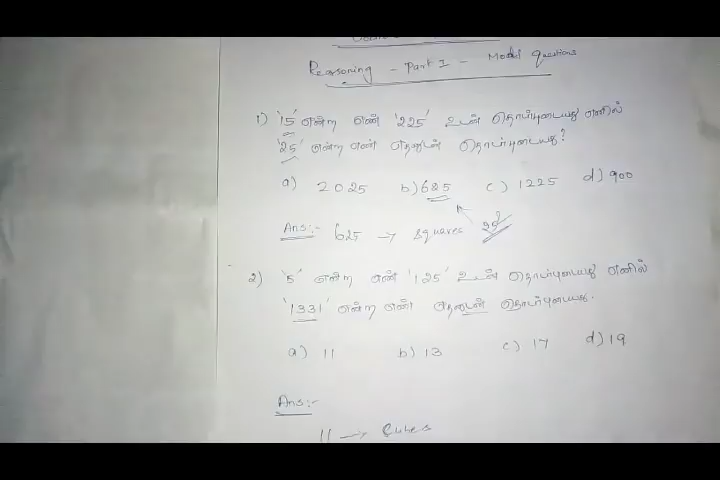 Reasoning - Part I - Model Questions
1) '15' என்ற எண் '225' உடன் தொடர்புடையது எனில்
'25' என்ற எண் எதனுடன் தொடர்புடையது?
a) 2025 b) 625 c) 1225 d) 900
Ans:- 625 → squares 25²
2) '5' என்ற எண் '125' உடன் தொடர்புடையது எனில்
'1331' என்ற எண் எதனுடன் தொடர்புடையது.
a) 11 b) 13 c) 17 d) 19
Ans:-
11 → Cubes